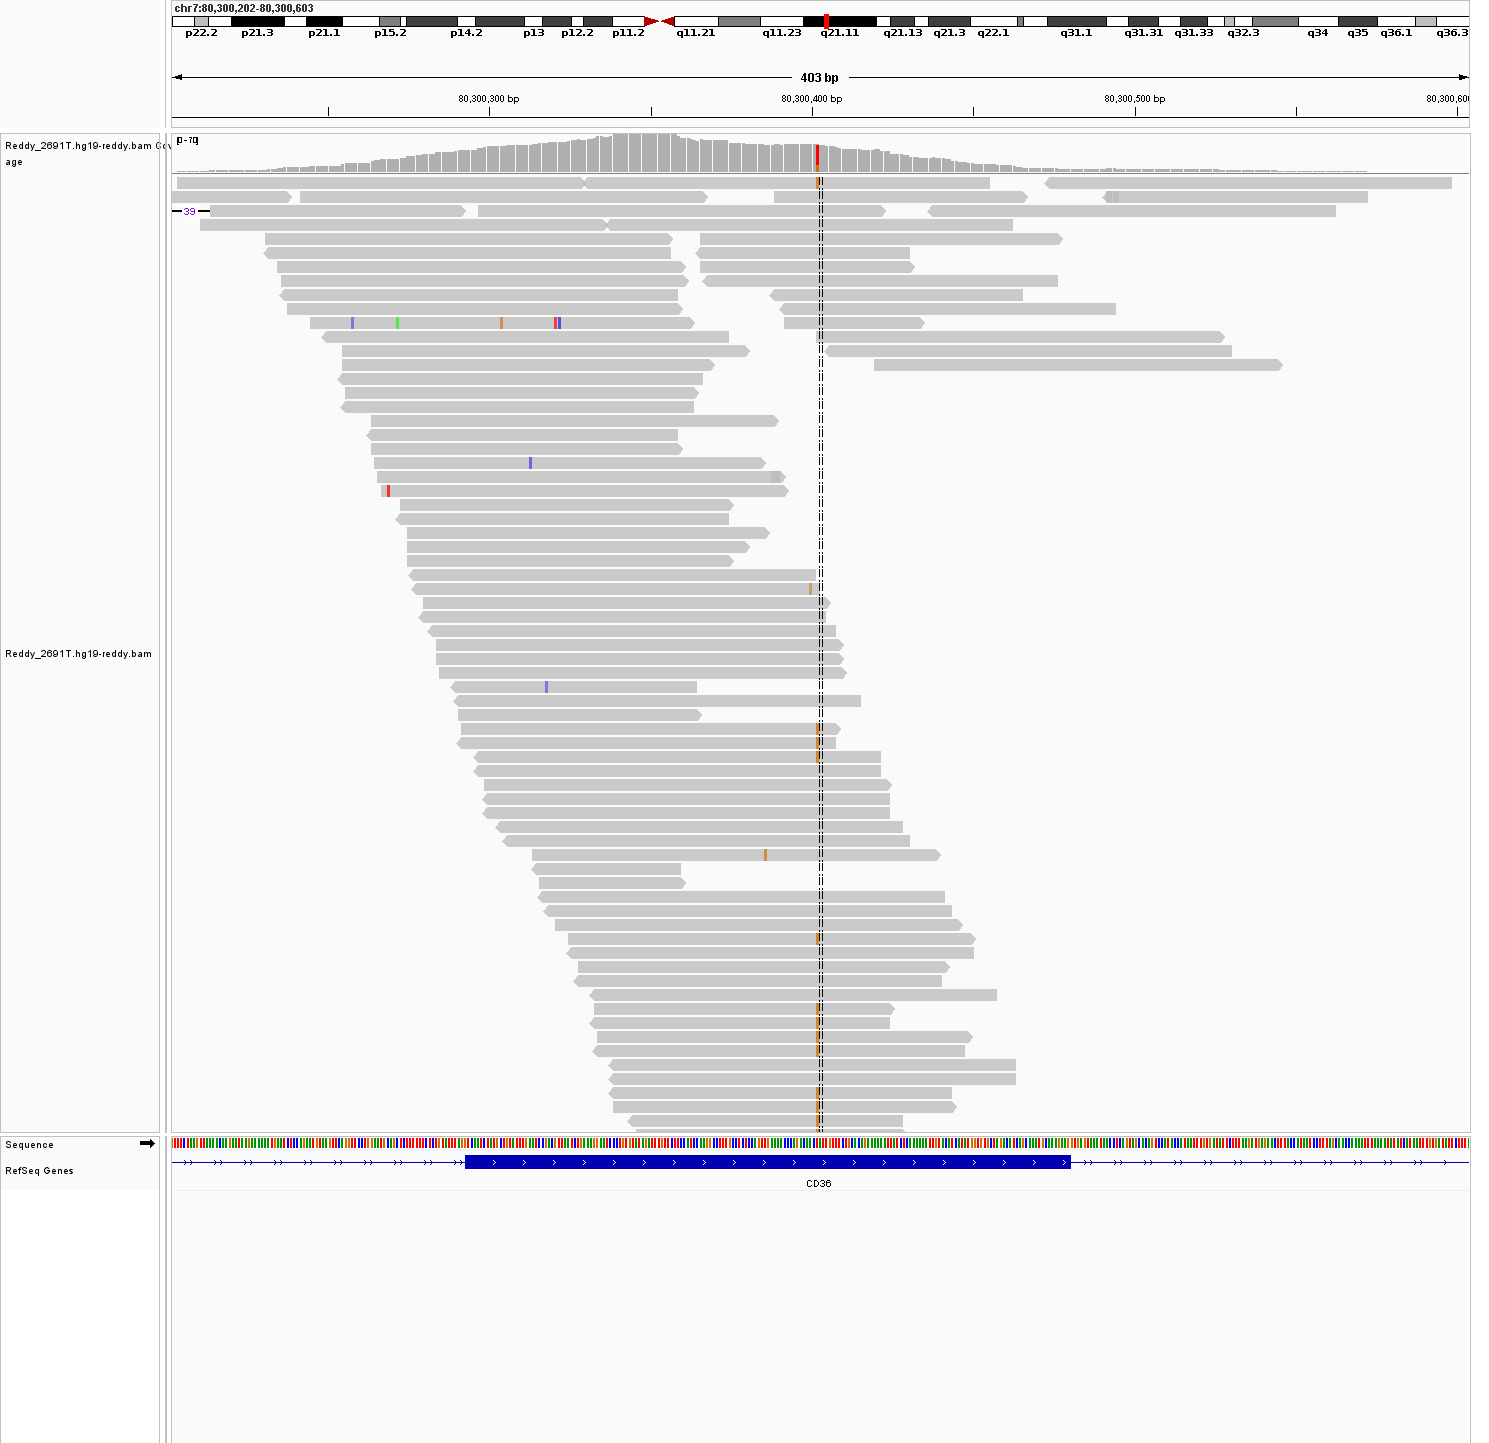 chr7:80,300,202-80,300,603
p22.2 p21.3 p21.1 p15.2 p14.2 p13 p12.2 p11.2 q11.21 q11.23 q21.11 q21.13 q21.3 q22.1 q31.1 q31.31 q31.33 q32.3 q34 q35 q36.1 q36.3
403 bp
80,300,300 bp 80,300,400 bp 80,300,500 bp 80,300,600
Reddy_2691T.hg19-reddy.bam Cov
age
39
Reddy_2691T.hg19-reddy.bam
Sequence
RefSeq Genes
CD36